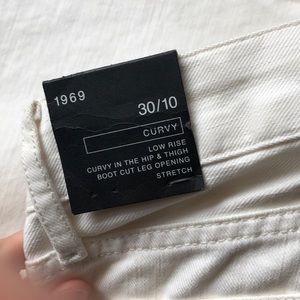 1969
30/10
CURVY
LOW RISE
CURVY IN THE HIP & THIGH
BOOT CUT LEG OPENING
STRETCH